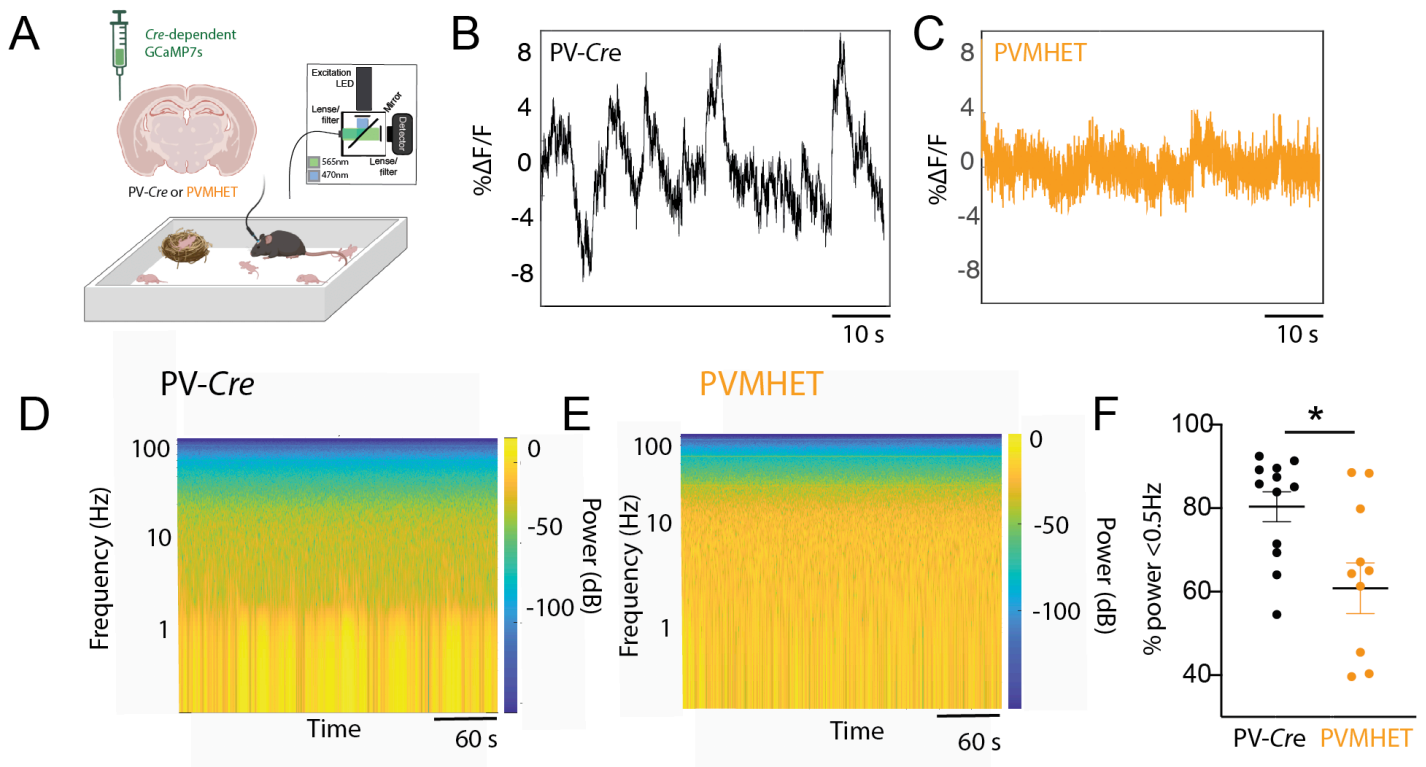 A
Cre-dependent
GCaMP7s
PV-Cre or PVMHET
Excitation
LED
Mirror
Lense/
filter
Detector
Lense/
filter
565nm
470nm
B
PV-Cre
%ΔF/F
8
4
0
-4
-8
10 s
C
PVMHET
%ΔF/F
8
4
0
-4
-8
10 s
D
PV-Cre
Frequency (Hz)
100
10
1
Time
60 s
0
-50
-100
Power (dB)
E
PVMHET
Frequency (Hz)
100
10
1
Time
60 s
0
-50
-100
Power (dB)
F
*
% power <0.5Hz
100
80
60
40
PV-Cre
PVMHET